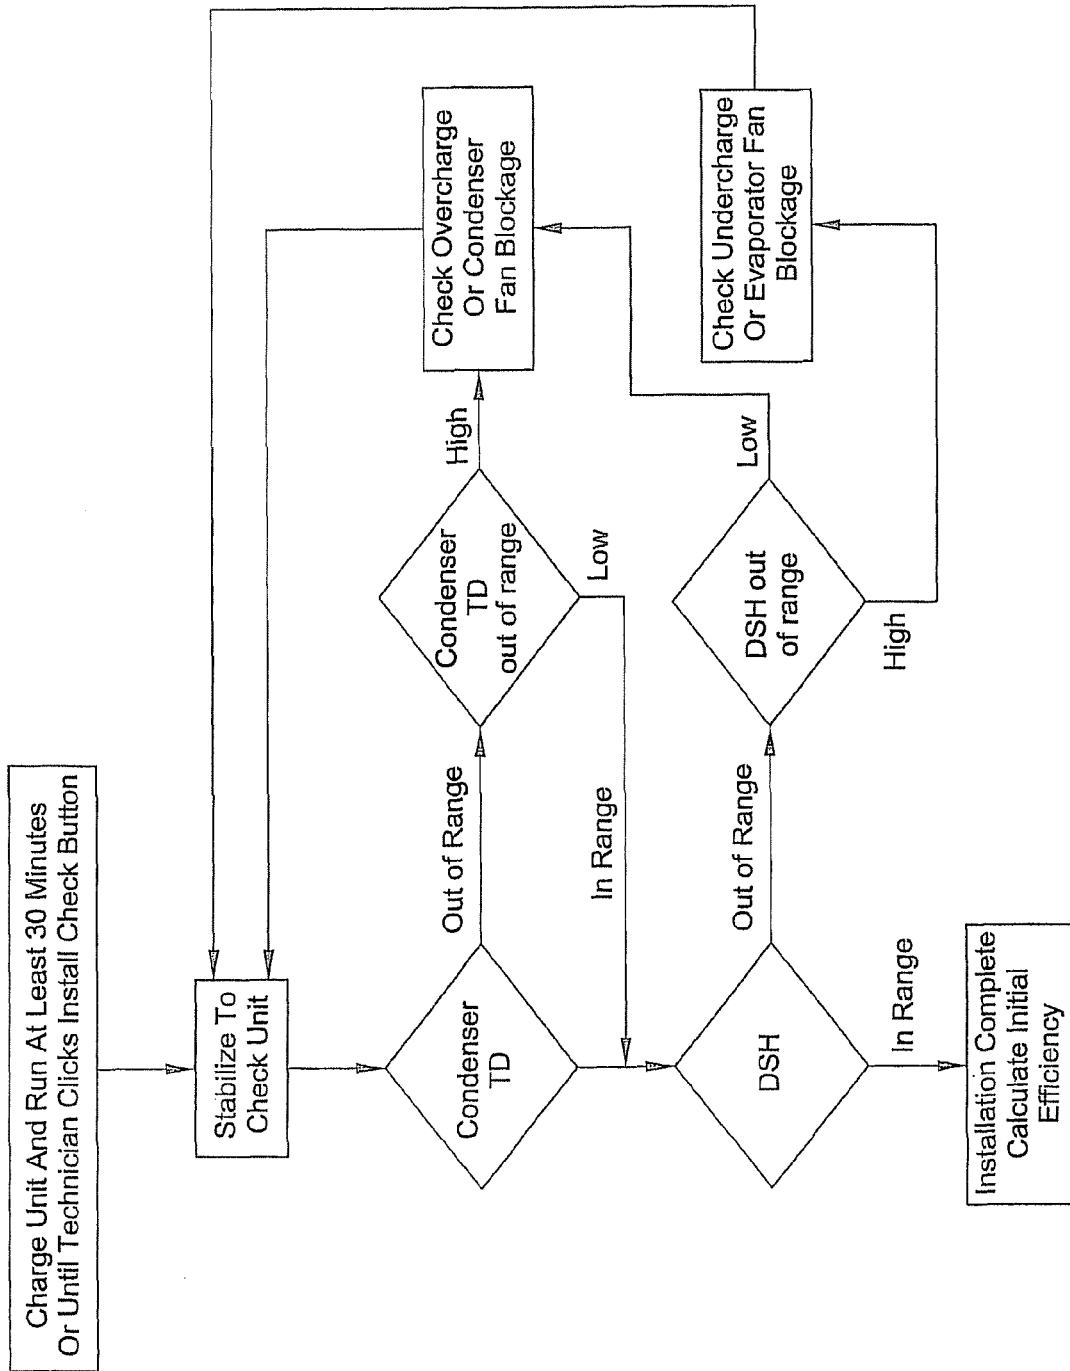 Charge Unit And Run At Least 30 Minutes
Or Until Technician Clicks Install Check Button
Stabilize To
Check Unit
Condenser
TD
Out of Range
Condenser
TD
out of range
High
Check Overcharge
Or Condenser
Fan Blockage
Low
In Range
DSH
Out of Range
DSH out
of range
Low
High
Check Undercharge
Or Evaporator Fan
Blockage
In Range
Installation Complete
Calculate Initial
Efficiency